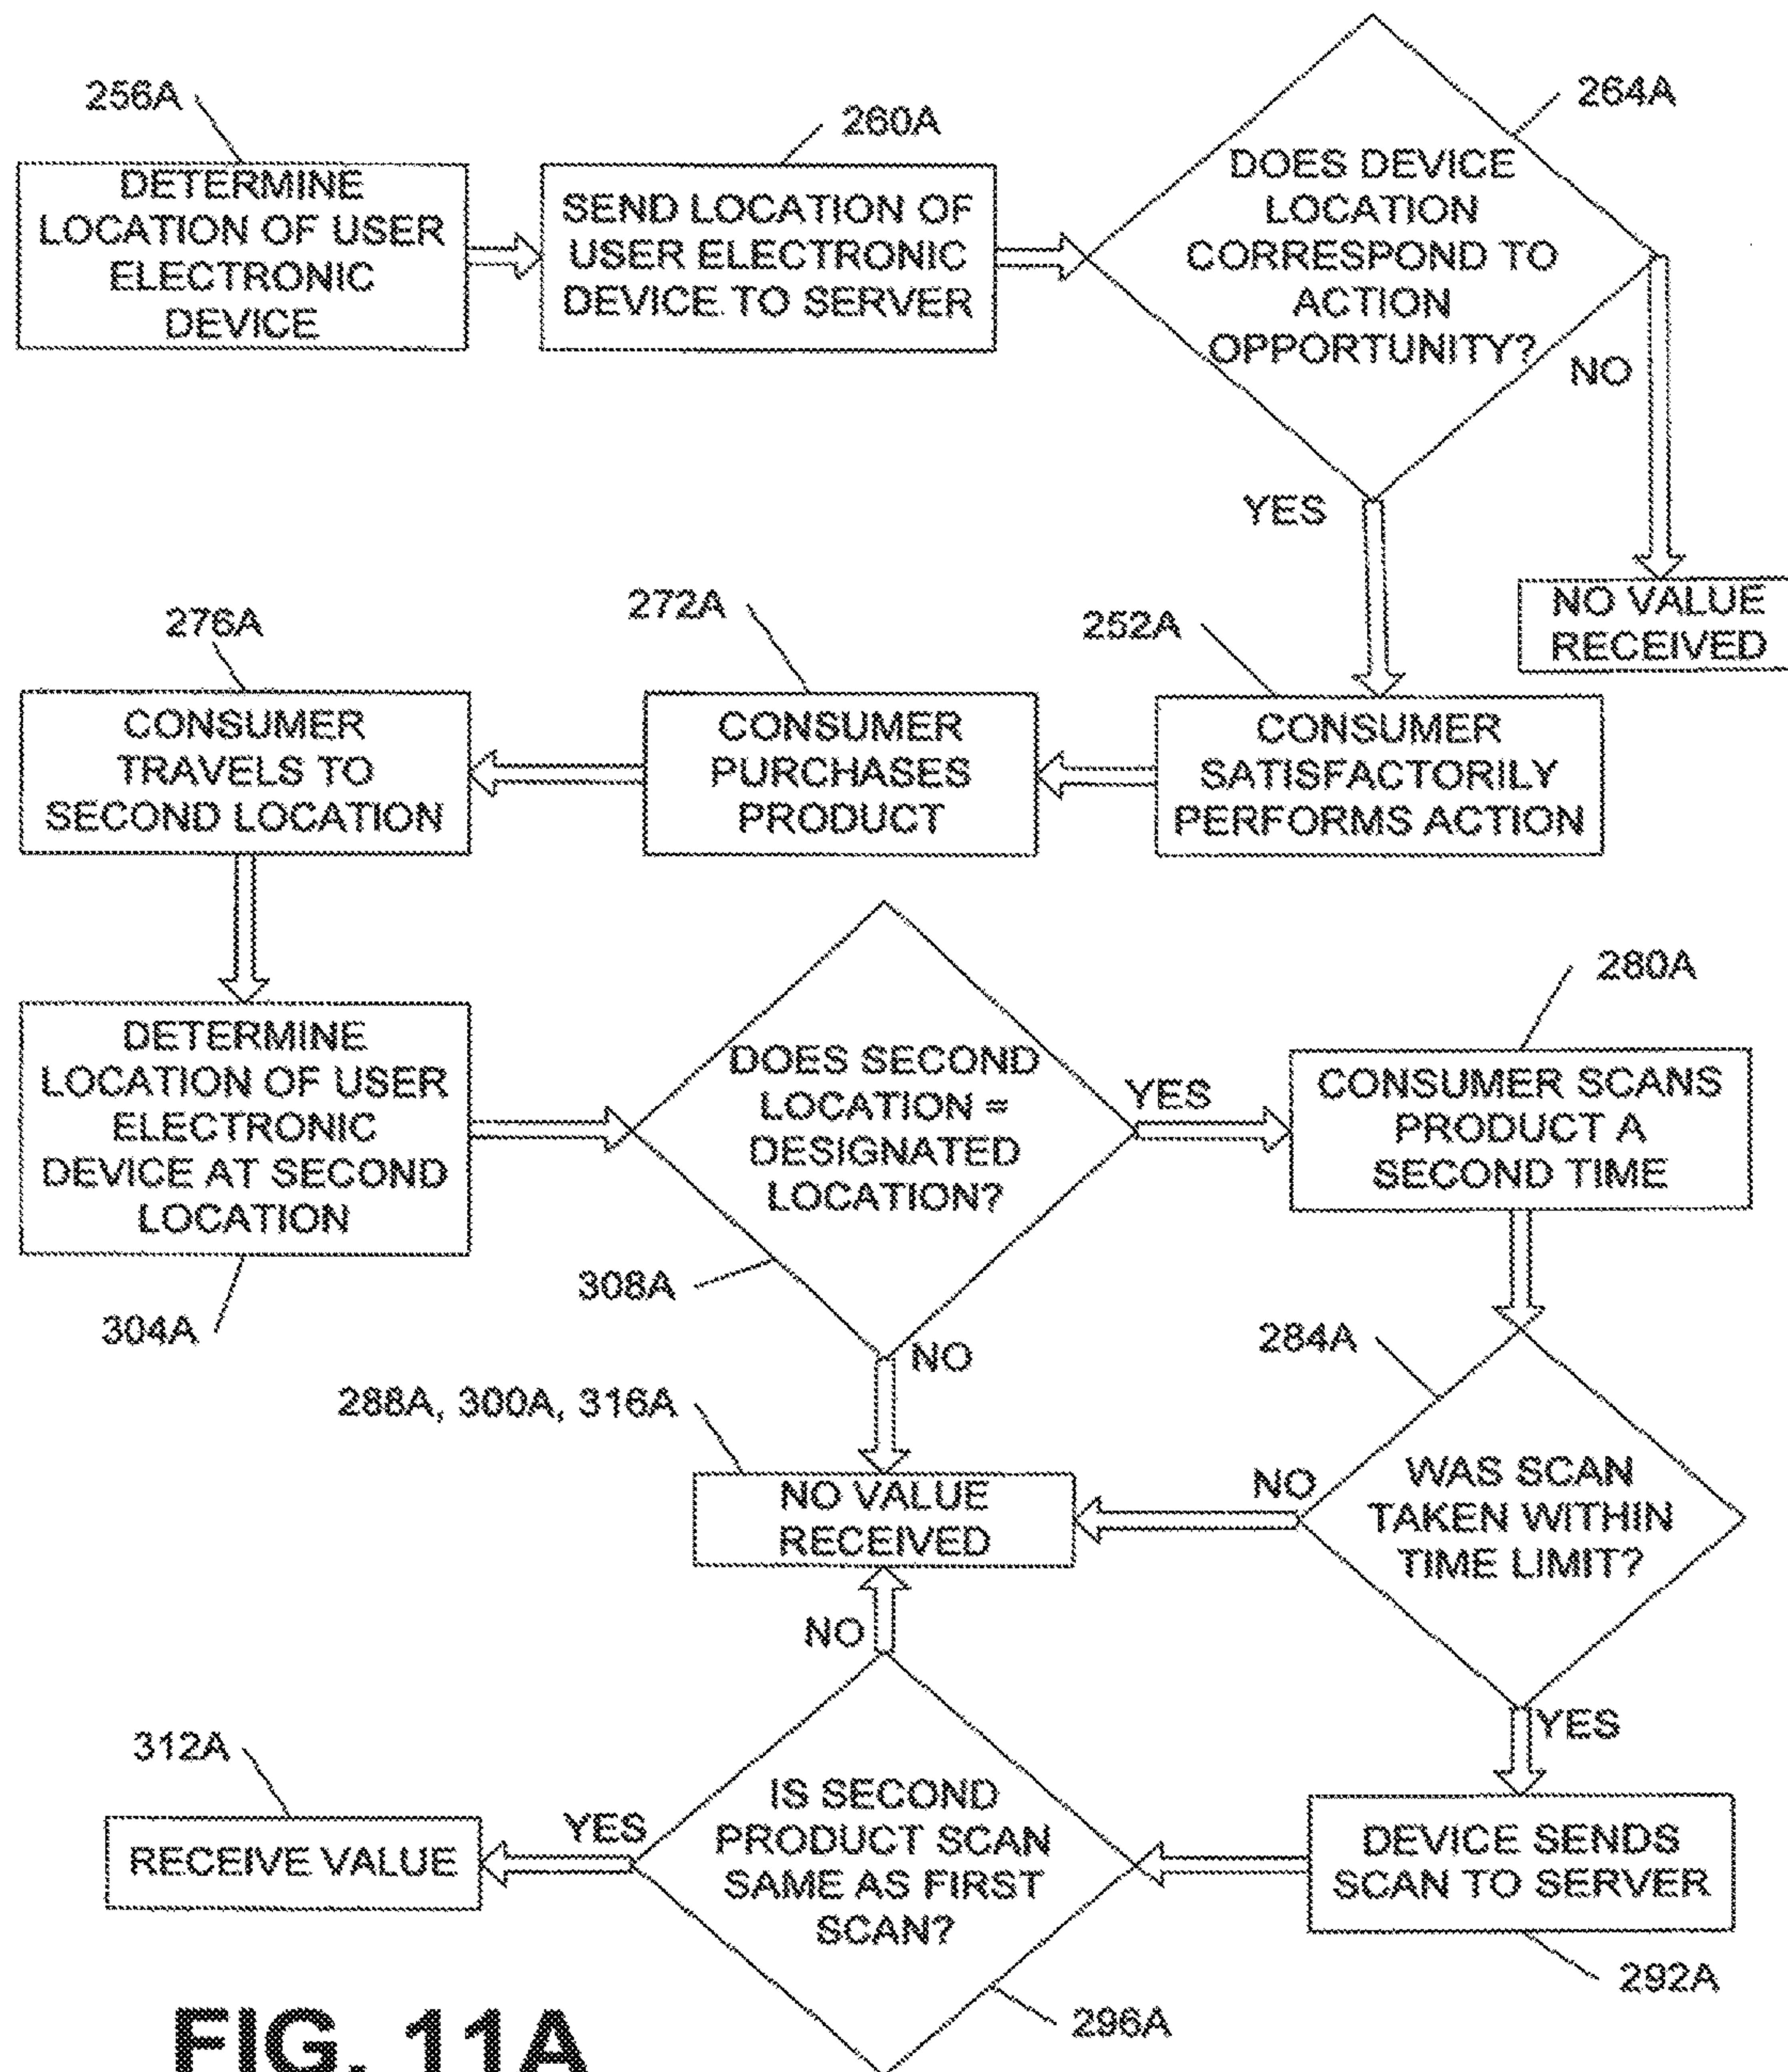 256A
DETERMINE
LOCATION OF USER
ELECTRONIC
DEVICE
260A
SEND LOCATION OF
USER ELECTRONIC
DEVICE TO SERVER
264A
DOES DEVICE
LOCATION
CORRESPOND TO
ACTION
OPPORTUNITY?
NO
YES
NO VALUE
RECEIVED
252A
CONSUMER
SATISFACTORILY
PERFORMS ACTION
272A
CONSUMER
PURCHASES
PRODUCT
276A
CONSUMER
TRAVELS TO
SECOND LOCATION
DETERMINE
LOCATION OF USER
ELECTRONIC
DEVICE AT SECOND
LOCATION
304A
DOES SECOND
LOCATION =
DESIGNATED
LOCATION?
308A
YES
NO
280A
CONSUMER SCANS
PRODUCT A
SECOND TIME
284A
WAS SCAN
TAKEN WITHIN
TIME LIMIT?
NO
YES
288A, 300A, 316A
NO VALUE
RECEIVED
DEVICE SENDS
SCAN TO SERVER
292A
NO
IS SECOND
PRODUCT SCAN
SAME AS FIRST
SCAN?
296A
YES
312A
RECEIVE VALUE
FIG. 11A